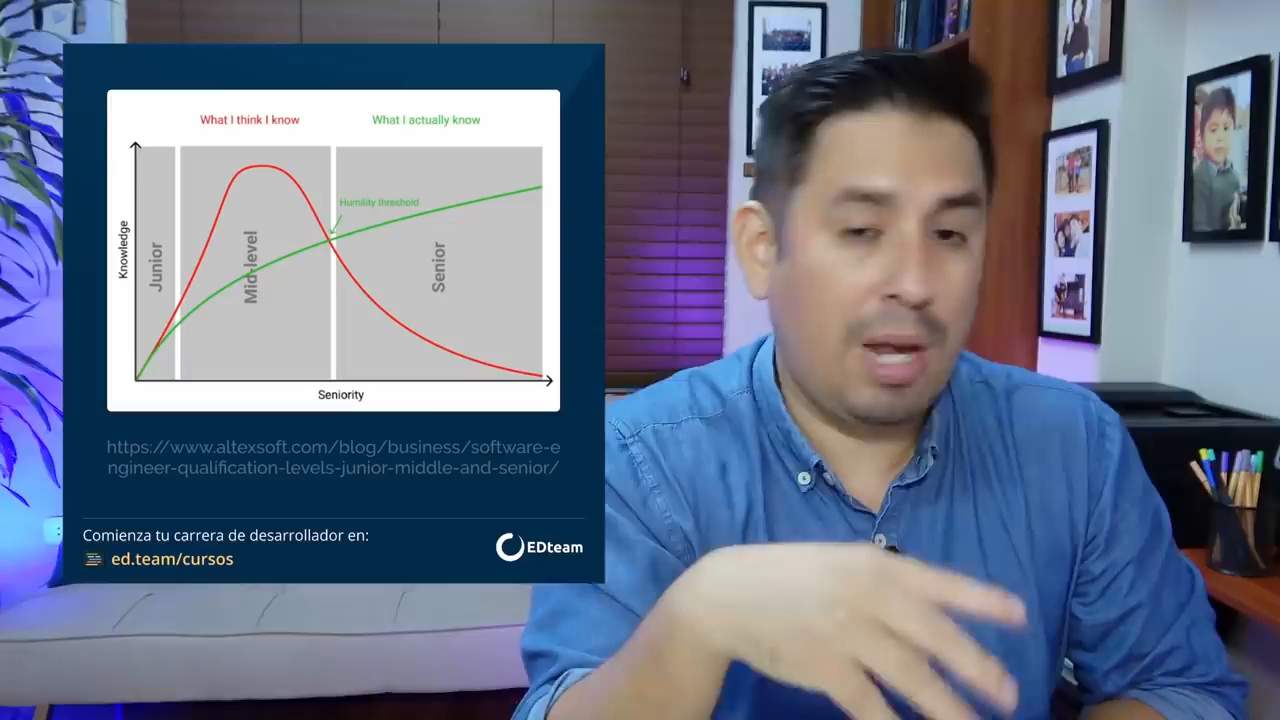 What I think I know
What I actually know
Humility threshold
Knowledge
Junior
Mid-level
Senior
Seniority
https://www.altexsoft.com/blog/business/software-e
ngineer-qualification-levels-junior-middle-and-senior/
Comienza tu carrera de desarrollador en:
ed.team/cursos
EDteam